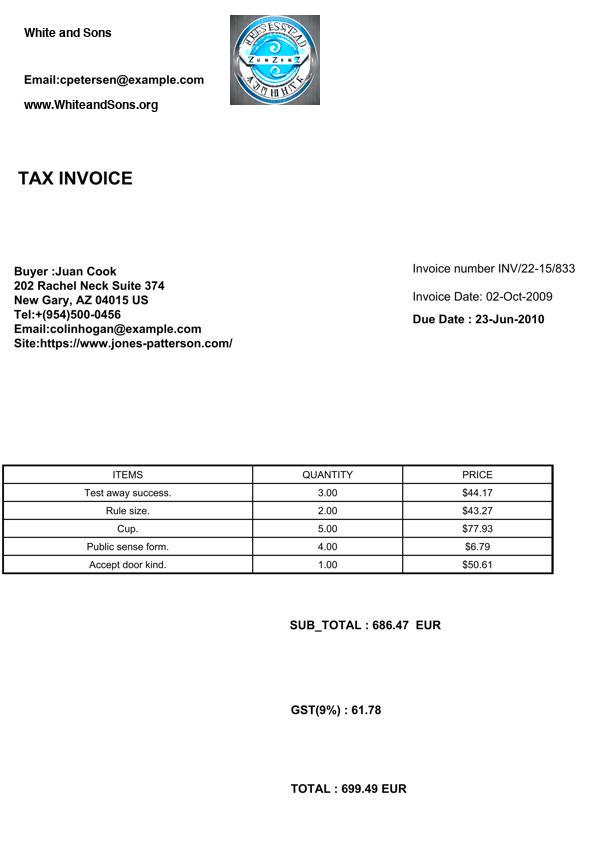 White and Sons
Email:cpetersen@example.com
www.WhiteandSons.org
ZunZenZ
TAX INVOICE
Buyer :Juan Cook
202 Rachel Neck Suite 374
New Gary, AZ 04015 US
Tel:+(954)500-0456
Email:colinhogan@example.com
Site:https://www.jones-patterson.com/
Invoice number INV/22-15/833
Invoice Date: 02-Oct-2009
Due Date : 23-Jun-2010
ITEMS QUANTITY PRICE
Test away success. 3.00 $44.17
Rule size. 2.00 $43.27
Cup. 5.00 $77.93
Public sense form. 4.00 $6.79
Accept door kind. 1.00 $50.61
SUB_TOTAL : 686.47 EUR
GST(9%) : 61.78
TOTAL : 699.49 EUR